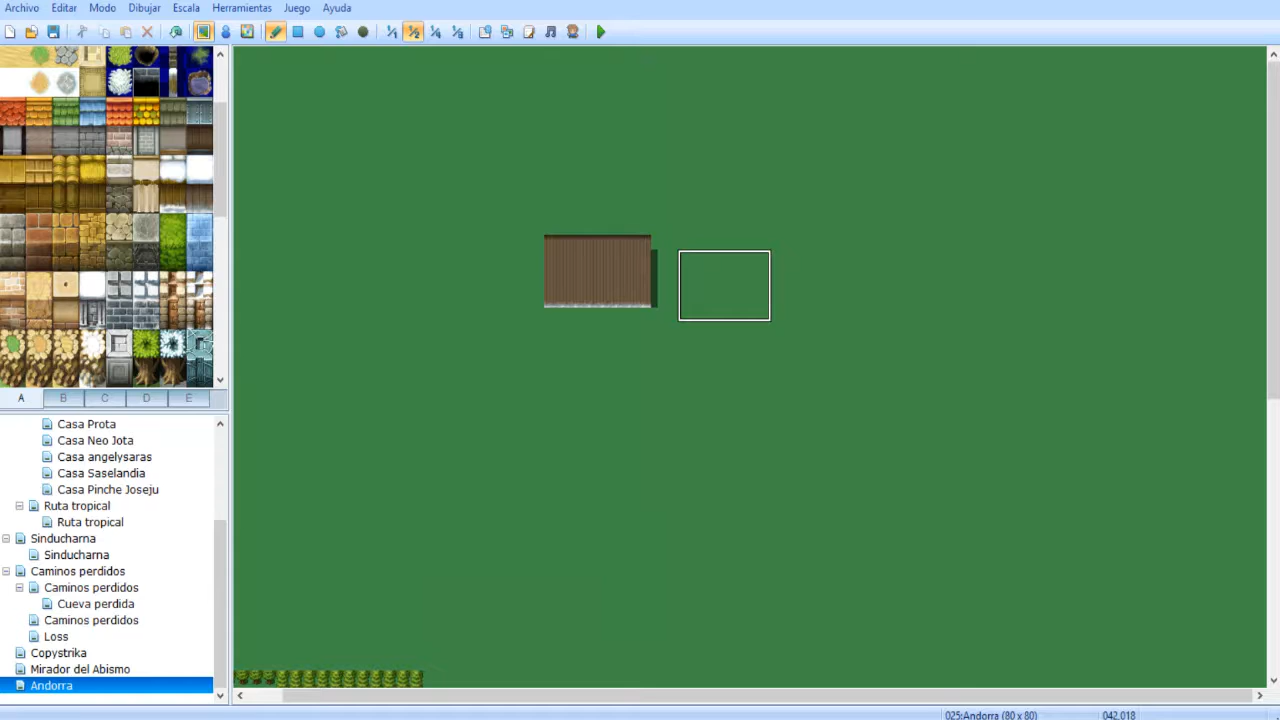 Archivo Editar Modo Dibujar Escala Herramientas Juego Ayuda
A B C D E
Casa Prota
Casa Neo Jota
Casa angelysaras
Casa Saselandia
Casa Pinche Joseju
Ruta tropical
Ruta tropical
Sinducharna
Sinducharna
Caminos perdidos
Caminos perdidos
Cueva perdida
Caminos perdidos
Loss
Copystrika
Mirador del Abismo
Andorra
025:Andorra (80 x 80) 042,018